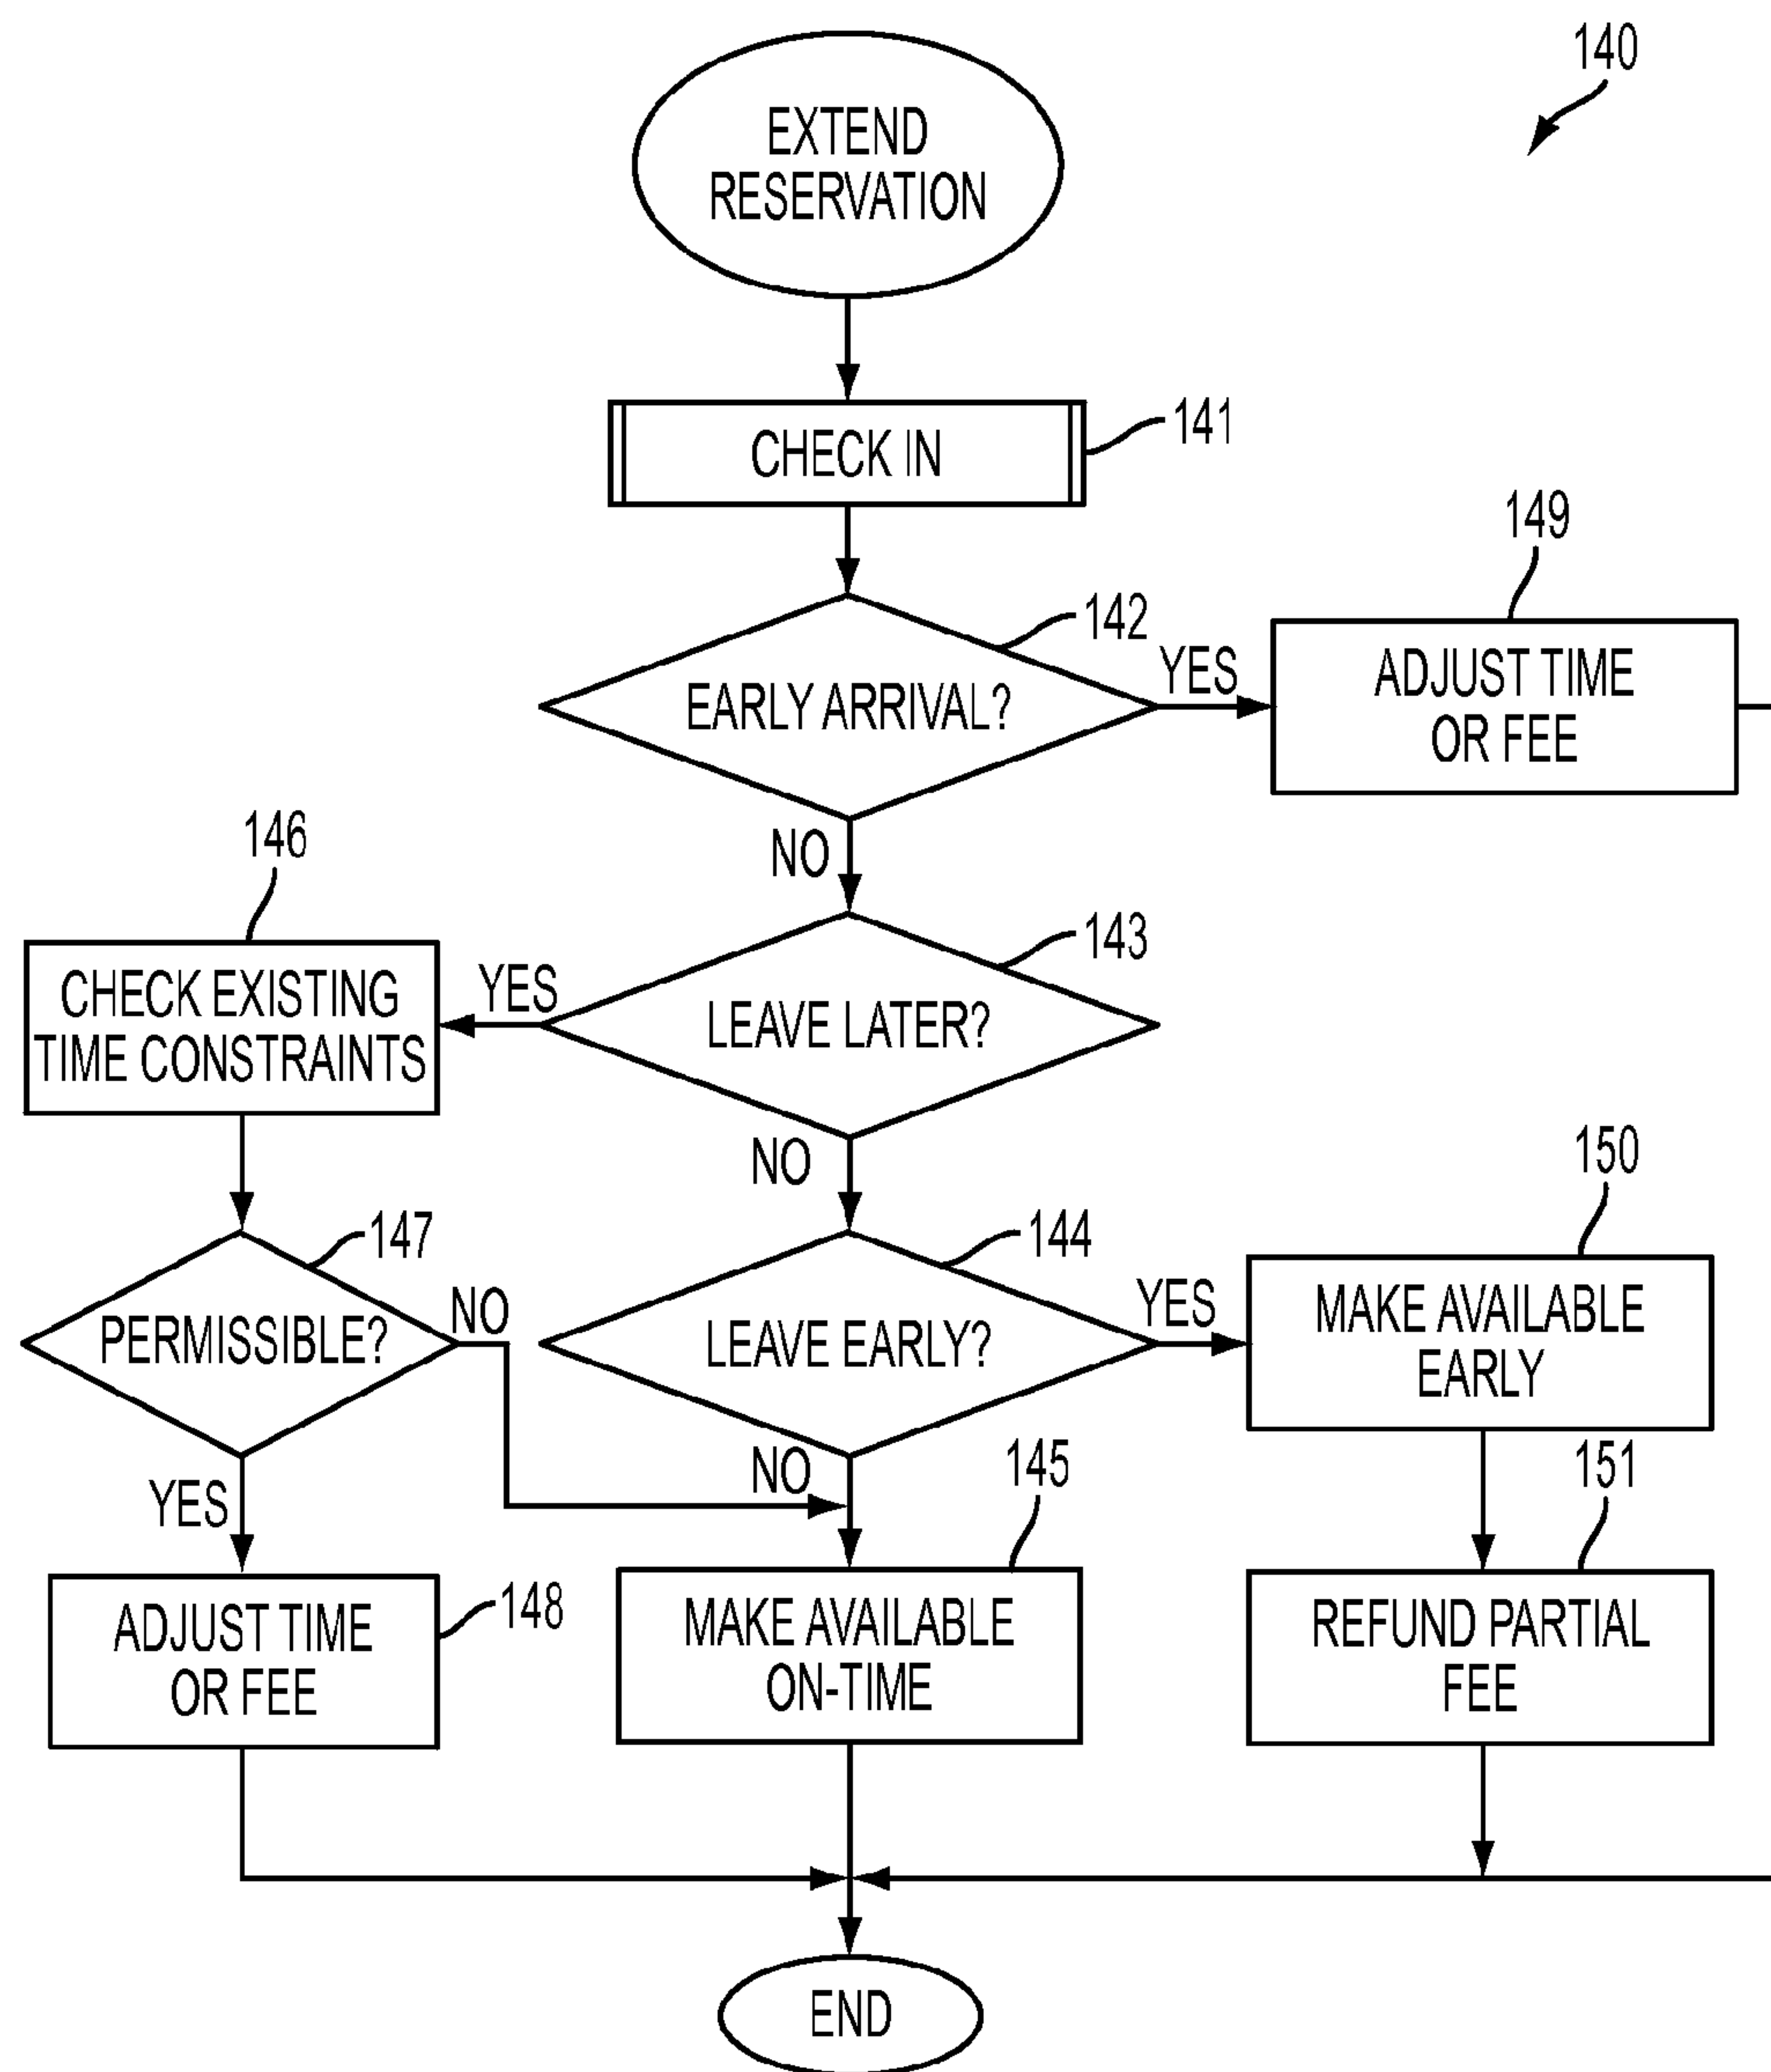 140
EXTEND
RESERVATION
CHECK IN
141
142
EARLY ARRIVAL?
YES
149
ADJUST TIME
OR FEE
NO
146
CHECK EXISTING
TIME CONSTRAINTS
YES
143
LEAVE LATER?
NO
147
PERMISSIBLE?
NO
144
LEAVE EARLY?
YES
150
MAKE AVAILABLE
EARLY
YES
NO
145
151
ADJUST TIME
OR FEE
148
MAKE AVAILABLE
ON-TIME
REFUND PARTIAL
FEE
END